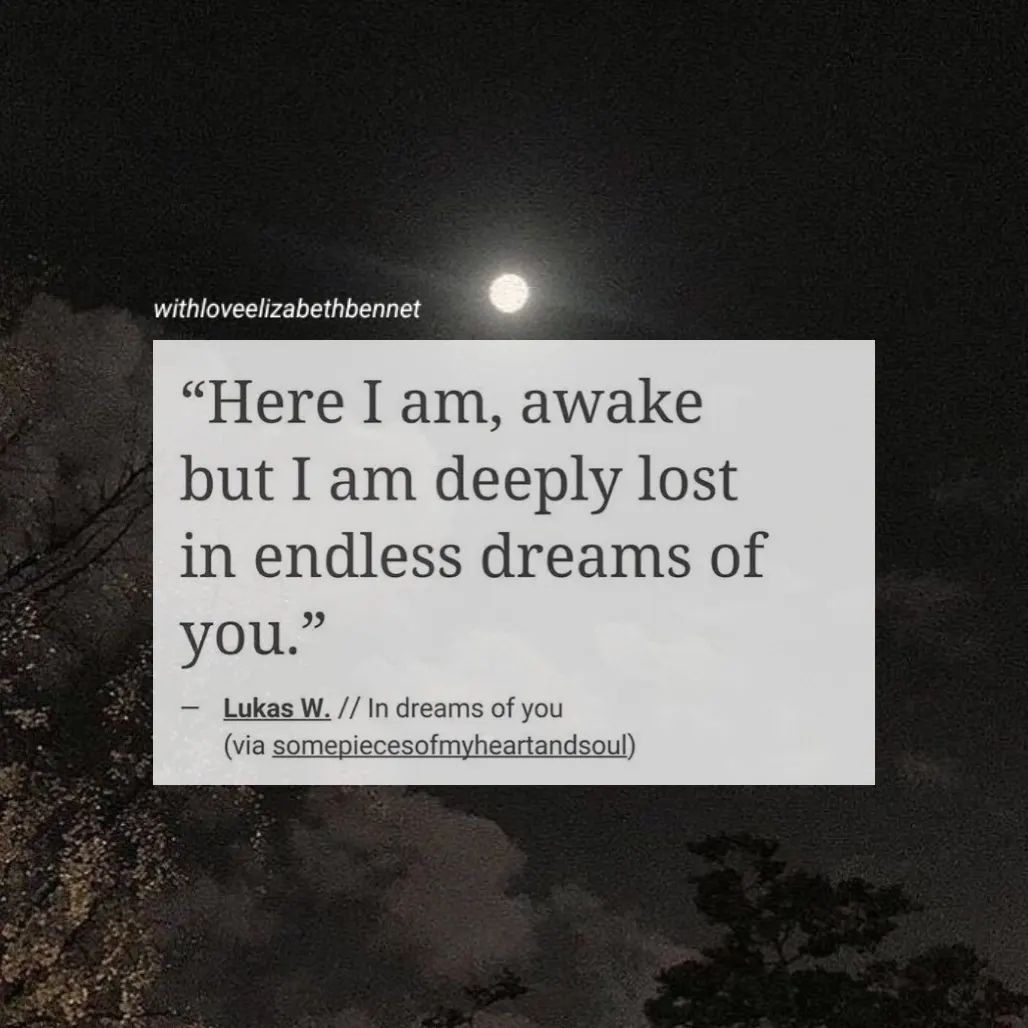 withloveelizabethbennet
“Here I am, awake
but I am deeply lost
in endless dreams of
you.”
— Lukas W. // In dreams of you
(via somepiecesofmyheartandsoul)